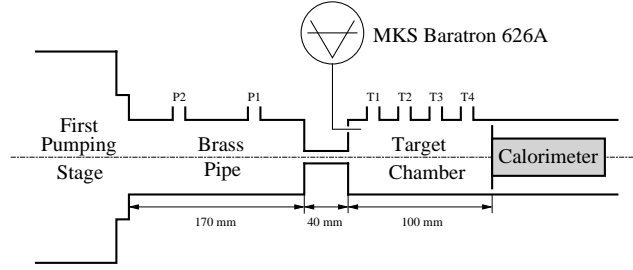 MKS Baratron 626A
P2
P1
T1
T2
T3
T4
First
Pumping
Stage
Brass
Pipe
Target
Chamber
Calorimeter
170 mm
40 mm
100 mm